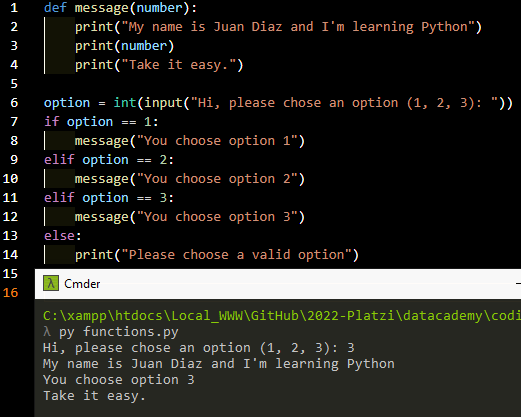 1 def message(number):
2 print("My name is Juan Diaz and I'm learning Python")
3 print(number)
4 print("Take it easy.")
5
6 option = int(input("Hi, please chose an option (1, 2, 3): "))
7 if option == 1:
8 message("You choose option 1")
9 elif option == 2:
10 message("You choose option 2")
11 elif option == 3:
12 message("You choose option 3")
13 else:
14 print("Please choose a valid option")
15
16
λ Cmder
C:\xampp\htdocs\Local_WWW\GitHub\2022-Platzi\datacademy\codi
λ py functions.py
Hi, please chose an option (1, 2, 3): 3
My name is Juan Diaz and I'm learning Python
You choose option 3
Take it easy.